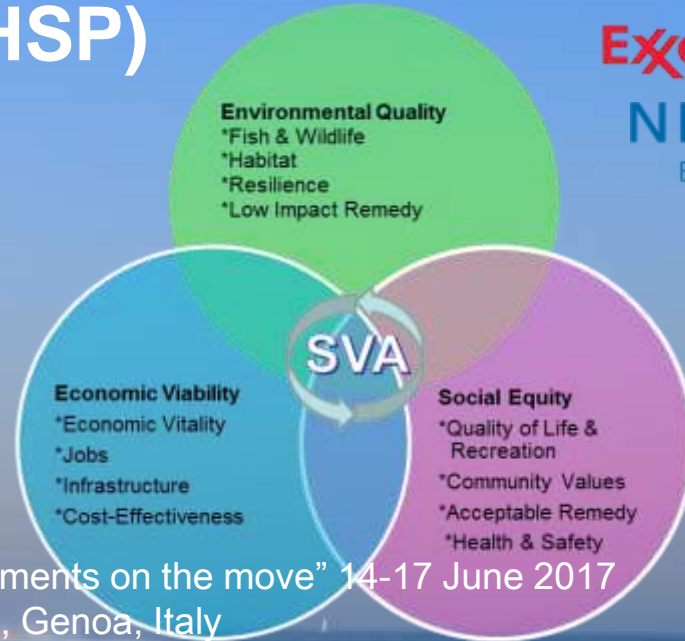 HSP)
Environmental Quality
*Fish & Wildlife
*Habitat
*Resilience
*Low Impact Remedy
SVA
Economic Viability
*Economic Vitality
*Jobs
*Infrastructure
*Cost-Effectiveness
Social Equity
*Quality of Life &
Recreation
*Community Values
*Acceptable Remedy
*Health & Safety
ments on the move” 14-17 June 2017
, Genoa, Italy